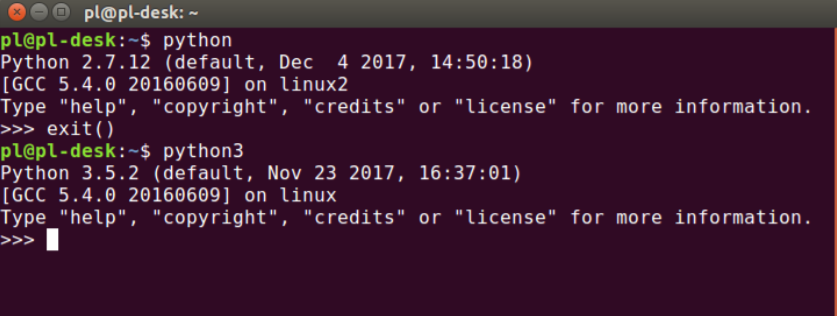 pl@pl-desk: ~
pl@pl-desk:~$ python
Python 2.7.12 (default, Dec  4 2017, 14:50:18)
[GCC 5.4.0 20160609] on linux2
Type "help", "copyright", "credits" or "license" for more information.
>>> exit()
pl@pl-desk:~$ python3
Python 3.5.2 (default, Nov 23 2017, 16:37:01)
[GCC 5.4.0 20160609] on linux
Type "help", "copyright", "credits" or "license" for more information.
>>>